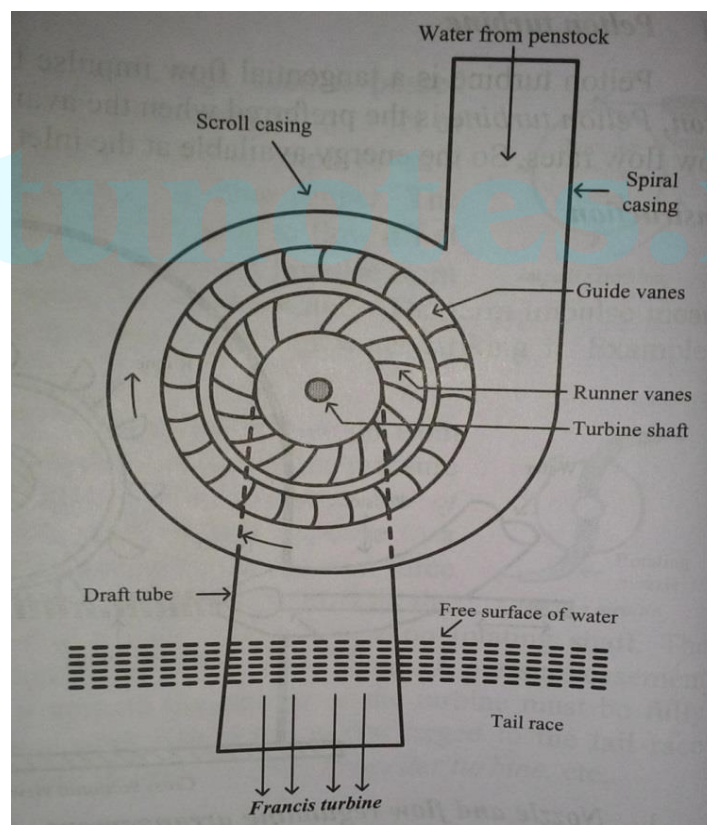 Water from penstock
Scroll casing
Spiral
casing
Guide vanes
Runner vanes
Turbine shaft
Draft tube
Free surface of water
Tail race
Francis turbine
tunotes.